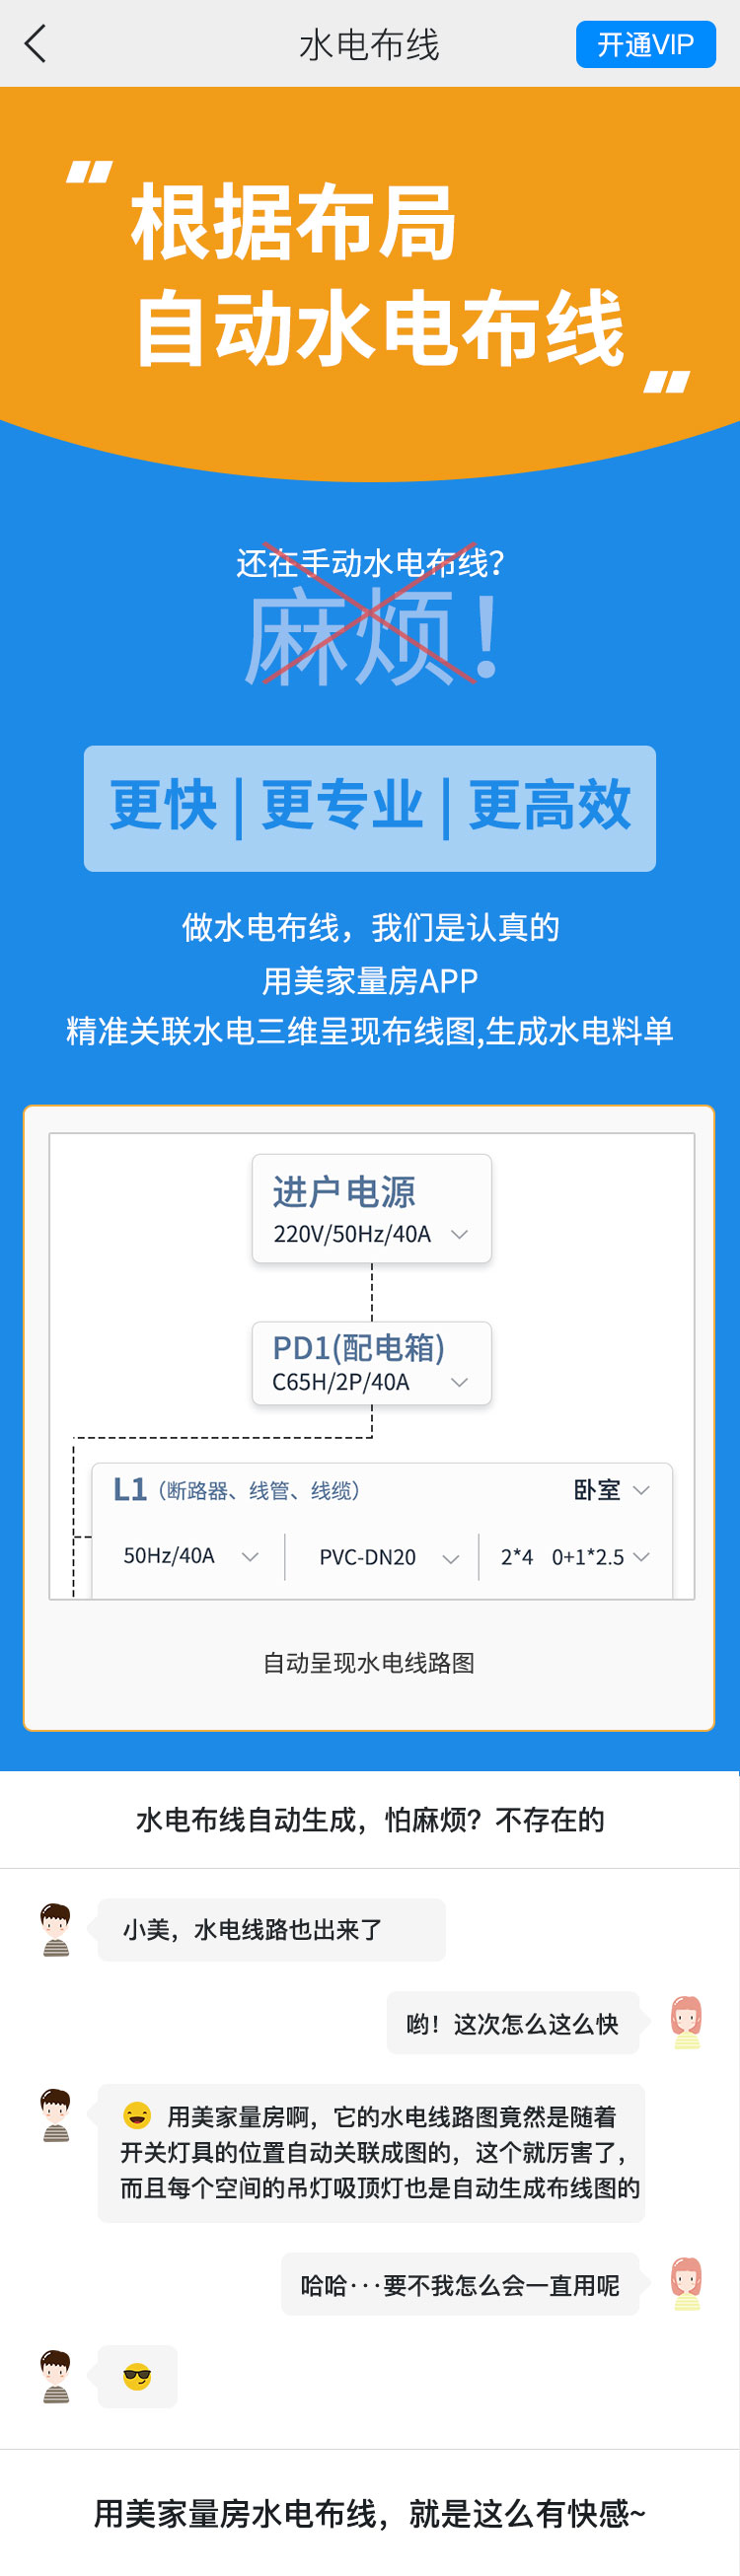 水电布线
开通VIP
根据布局
自动水电布线
还在手动水电布线?
麻烦!
更快 | 更专业 | 更高效
做水电布线，我们是认真的
用美家量房APP
精准关联水电三维呈现布线图,生成水电料单
进户电源
220V/50Hz/40A
PD1(配电箱)
C65H/2P/40A
L1（断路器、线管、线缆）
卧室
50Hz/40A
PVC-DN20
2*4 0+1*2.5
自动呈现水电线路图
水电布线自动生成，怕麻烦？不存在的
小美，水电线路也出来了
哟！这次怎么这么快
用美家量房啊，它的水电线路图竟然是随着
开关灯具的位置自动关联成图的，这个就厉害了，
而且每个空间的吊灯吸顶灯也是自动生成布线图的
哈哈···要不我怎么会一直用呢
用美家量房水电布线，就是这么有快感~